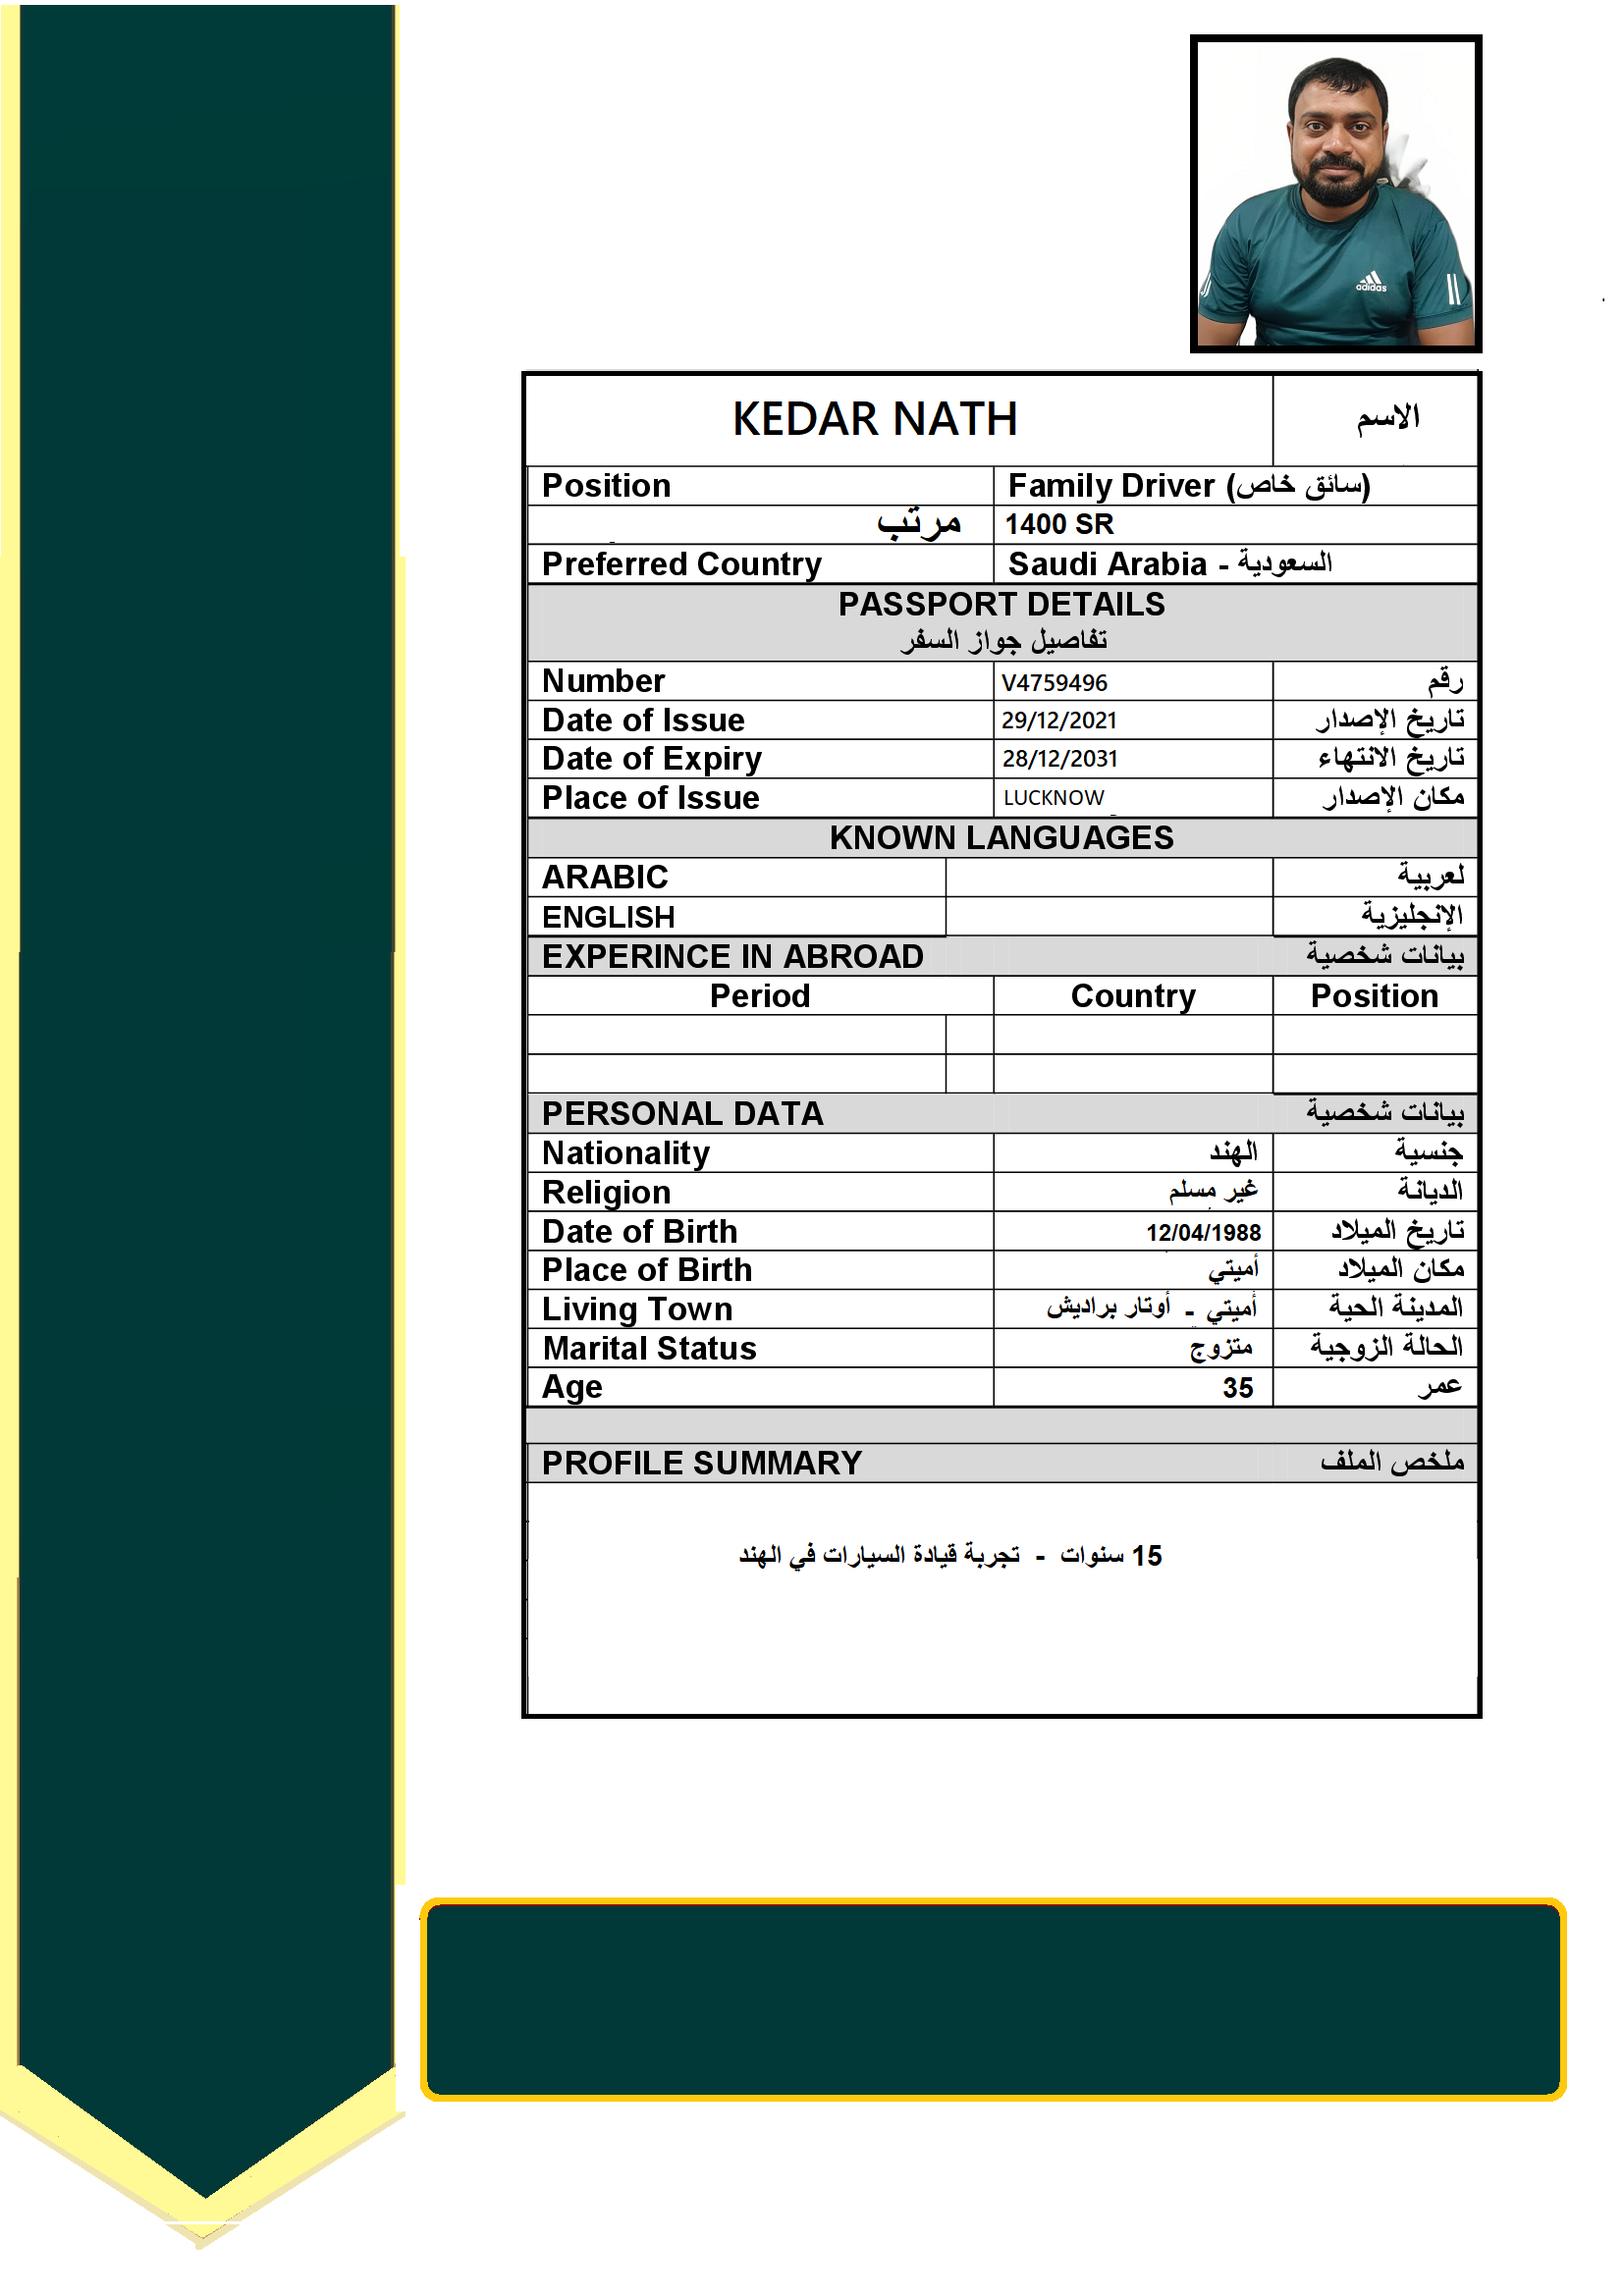 adidas
KEDAR NATH الاسم
Position Family Driver (سائق خاص)
مرتب 1400 SR
Preferred Country Saudi Arabia - السعودية
PASSPORT DETAILS
تفاصيل جواز السفر
Number V4759496 رقم
Date of Issue 29/12/2021 تاريخ الإصدار
Date of Expiry 28/12/2031 تاريخ الانتهاء
Place of Issue LUCKNOW مكان الإصدار
KNOWN LANGUAGES
ARABIC لعربية
ENGLISH الإنجليزية
EXPERINCE IN ABROAD بيانات شخصية
Period Country Position
PERSONAL DATA بيانات شخصية
Nationality الهند جنسية
Religion غير مسلم الديانة
Date of Birth 12/04/1988 تاريخ الميلاد
Place of Birth أميتي مكان الميلاد
Living Town أميتي - أوتار براديش المدينة الحية
Marital Status متزوج الحالة الزوجية
Age 35 عمر
PROFILE SUMMARY ملخص الملف
15 سنوات - تجربة قيادة السيارات في الهند